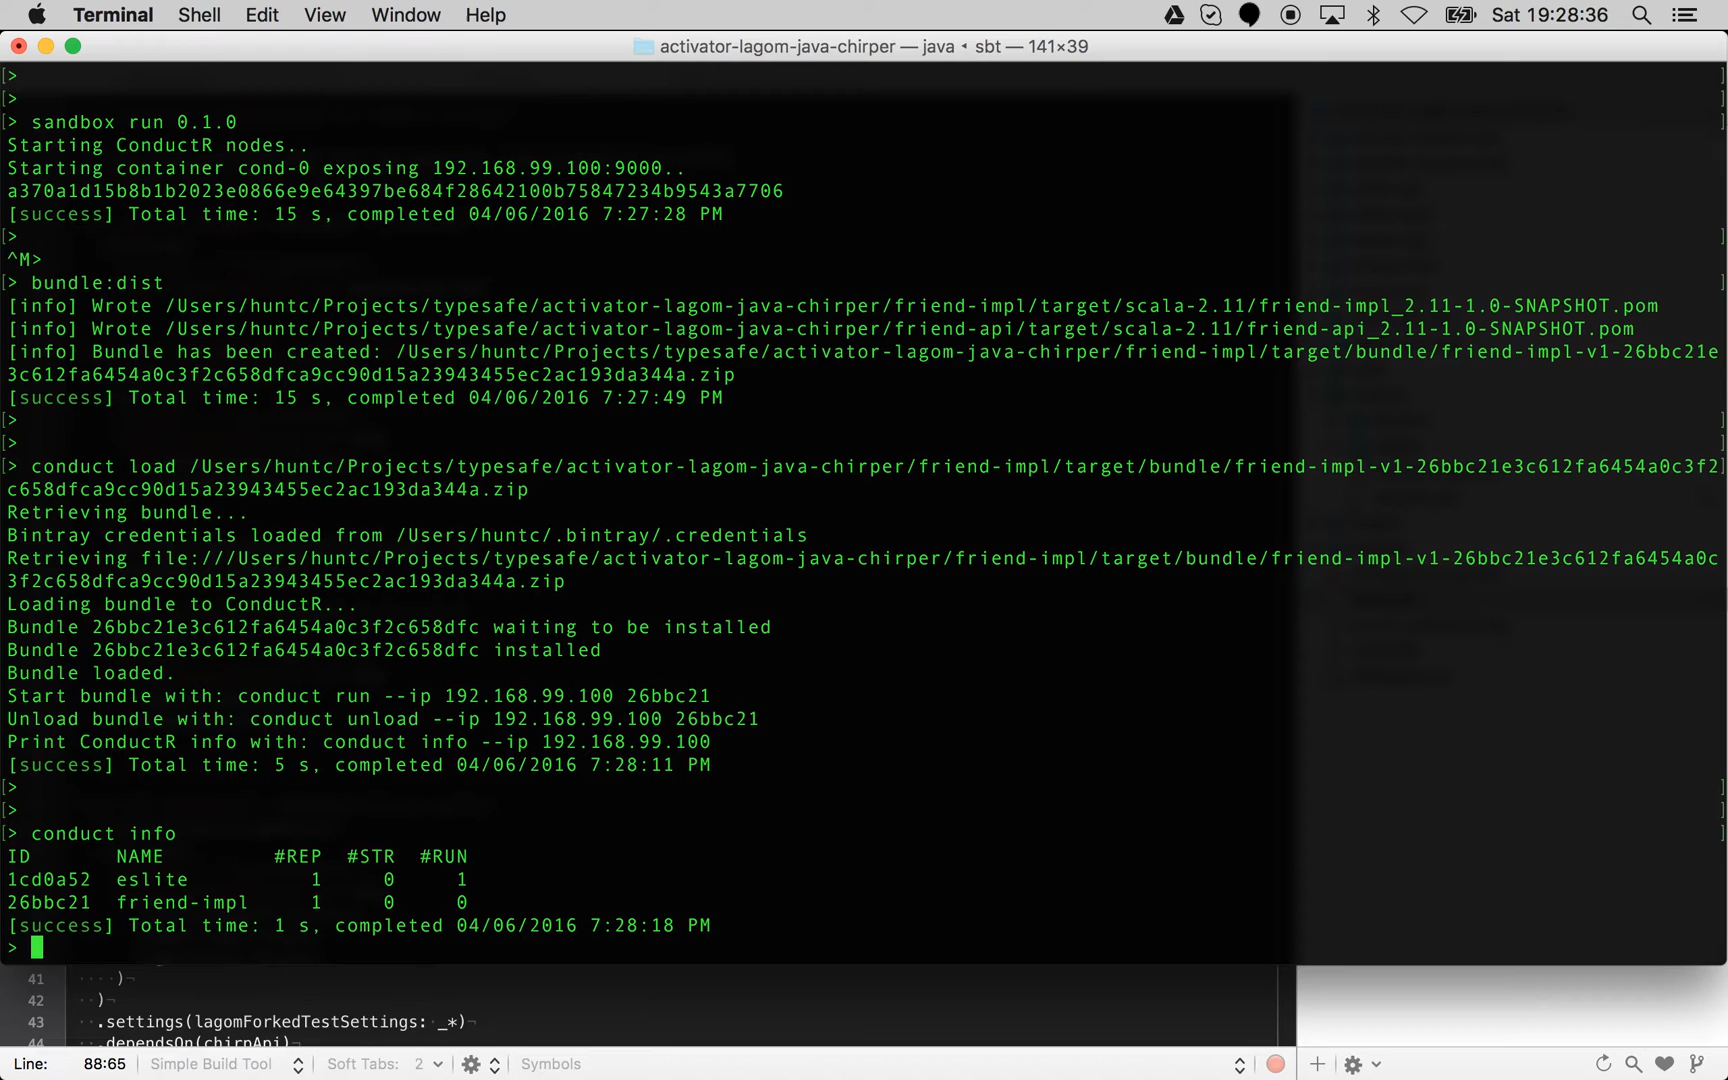 Terminal Shell Edit View Window Help Sat 19:28:36
activator-lagom-java-chirper — java ◂ sbt — 141×39
[>
[>
[> sandbox run 0.1.0
Starting ConductR nodes..
Starting container cond-0 exposing 192.168.99.100:9000..
a370a1d15b8b1b2023e0866e9e64397be684f28642100b75847234b9543a7706
[success] Total time: 15 s, completed 04/06/2016 7:27:28 PM
[>
^M>
[> bundle:dist
[info] Wrote /Users/huntc/Projects/typesafe/activator-lagom-java-chirper/friend-impl/target/scala-2.11/friend-impl_2.11-1.0-SNAPSHOT.pom
[info] Wrote /Users/huntc/Projects/typesafe/activator-lagom-java-chirper/friend-api/target/scala-2.11/friend-api_2.11-1.0-SNAPSHOT.pom
[info] Bundle has been created: /Users/huntc/Projects/typesafe/activator-lagom-java-chirper/friend-impl/target/bundle/friend-impl-v1-26bbc21e
3c612fa6454a0c3f2c658dfca9cc90d15a23943455ec2ac193da344a.zip
[success] Total time: 15 s, completed 04/06/2016 7:27:49 PM
[>
[>
[> conduct load /Users/huntc/Projects/typesafe/activator-lagom-java-chirper/friend-impl/target/bundle/friend-impl-v1-26bbc21e3c612fa6454a0c3f2]
c658dfca9cc90d15a23943455ec2ac193da344a.zip
Retrieving bundle...
Bintray credentials loaded from /Users/huntc/.bintray/.credentials
Retrieving file:///Users/huntc/Projects/typesafe/activator-lagom-java-chirper/friend-impl/target/bundle/friend-impl-v1-26bbc21e3c612fa6454a0c
3f2c658dfca9cc90d15a23943455ec2ac193da344a.zip
Loading bundle to ConductR...
Bundle 26bbc21e3c612fa6454a0c3f2c658dfc waiting to be installed
Bundle 26bbc21e3c612fa6454a0c3f2c658dfc installed
Bundle loaded.
Start bundle with: conduct run --ip 192.168.99.100 26bbc21
Unload bundle with: conduct unload --ip 192.168.99.100 26bbc21
Print ConductR info with: conduct info --ip 192.168.99.100
[success] Total time: 5 s, completed 04/06/2016 7:28:11 PM
[>
[>
[> conduct info
ID NAME #REP #STR #RUN
1cd0a52 eslite 1 0 1
26bbc21 friend-impl 1 0 0
[success] Total time: 1 s, completed 04/06/2016 7:28:18 PM
>
41 )
42 )
43 .settings(lagomForkedTestSettings: _*)
44 .dependsOn(chirpApi)
Line: 88:65 Simple Build Tool Soft Tabs: 2 Symbols